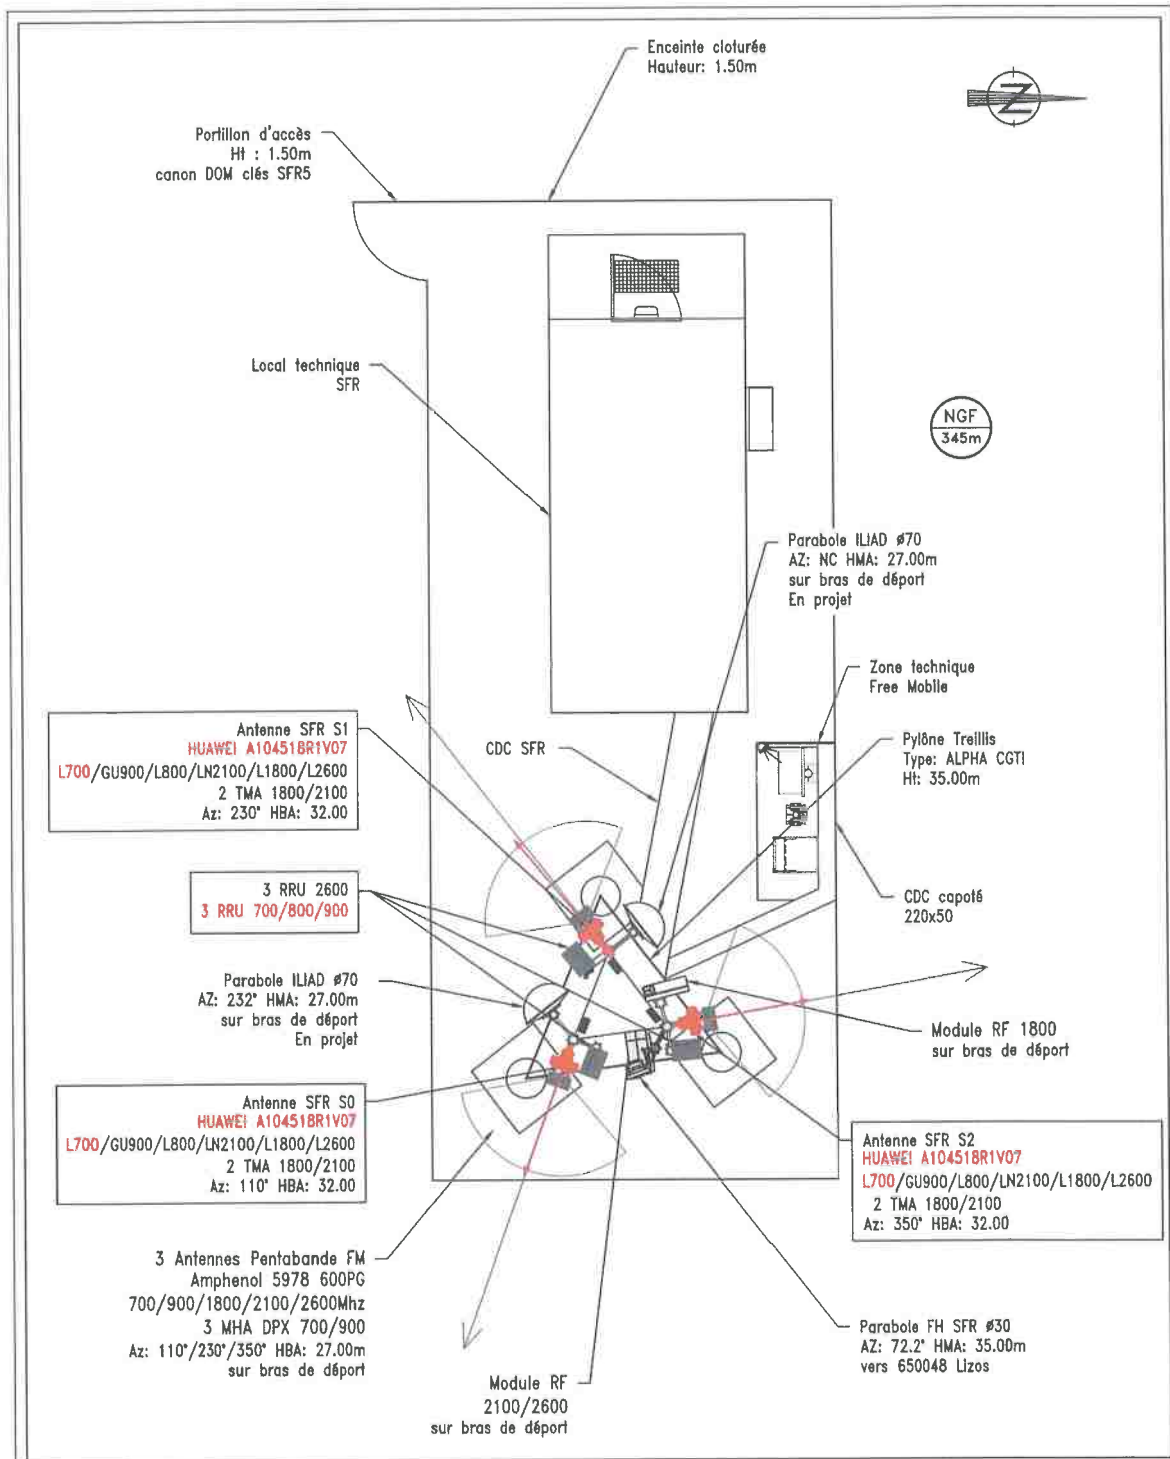 Enceinte cloturée
Hauteur: 1.50m
Z
Portillon d'accès
Ht : 1.50m
canon DOM clés SFR5
Local technique
SFR
NGF
345m
Parabole ILIAD ø70
AZ: NC HMA: 27.00m
sur bras de déport
En projet
Zone technique
Free Mobile
Antenne SFR S1
HUAWEI A104518R1V07
L700/GU900/L800/LN2100/L1800/L2600
2 TMA 1800/2100
Az: 230° HBA: 32.00
CDC SFR
Pylône Treillis
Type: ALPHA CGTI
Ht: 35.00m
3 RRU 2600
3 RRU 700/800/900
CDC capoté
220x50
Parabole ILIAD ø70
AZ: 232° HMA: 27.00m
sur bras de déport
En projet
Module RF 1800
sur bras de déport
Antenne SFR S0
HUAWEI A104518R1V07
L700/GU900/L800/LN2100/L1800/L2600
2 TMA 1800/2100
Az: 110° HBA: 32.00
Antenne SFR S2
HUAWEI A104518R1V07
L700/GU900/L800/LN2100/L1800/L2600
2 TMA 1800/2100
Az: 350° HBA: 32.00
3 Antennes Pentabande FM
Amphenol 5978 600PG
700/900/1800/2100/2600Mhz
3 MHA DPX 700/900
Az: 110°/230°/350° HBA: 27.00m
sur bras de déport
Parabole FH SFR ø30
AZ: 72.2° HMA: 35.00m
vers 650048 Lizos
Module RF
2100/2600
sur bras de déport